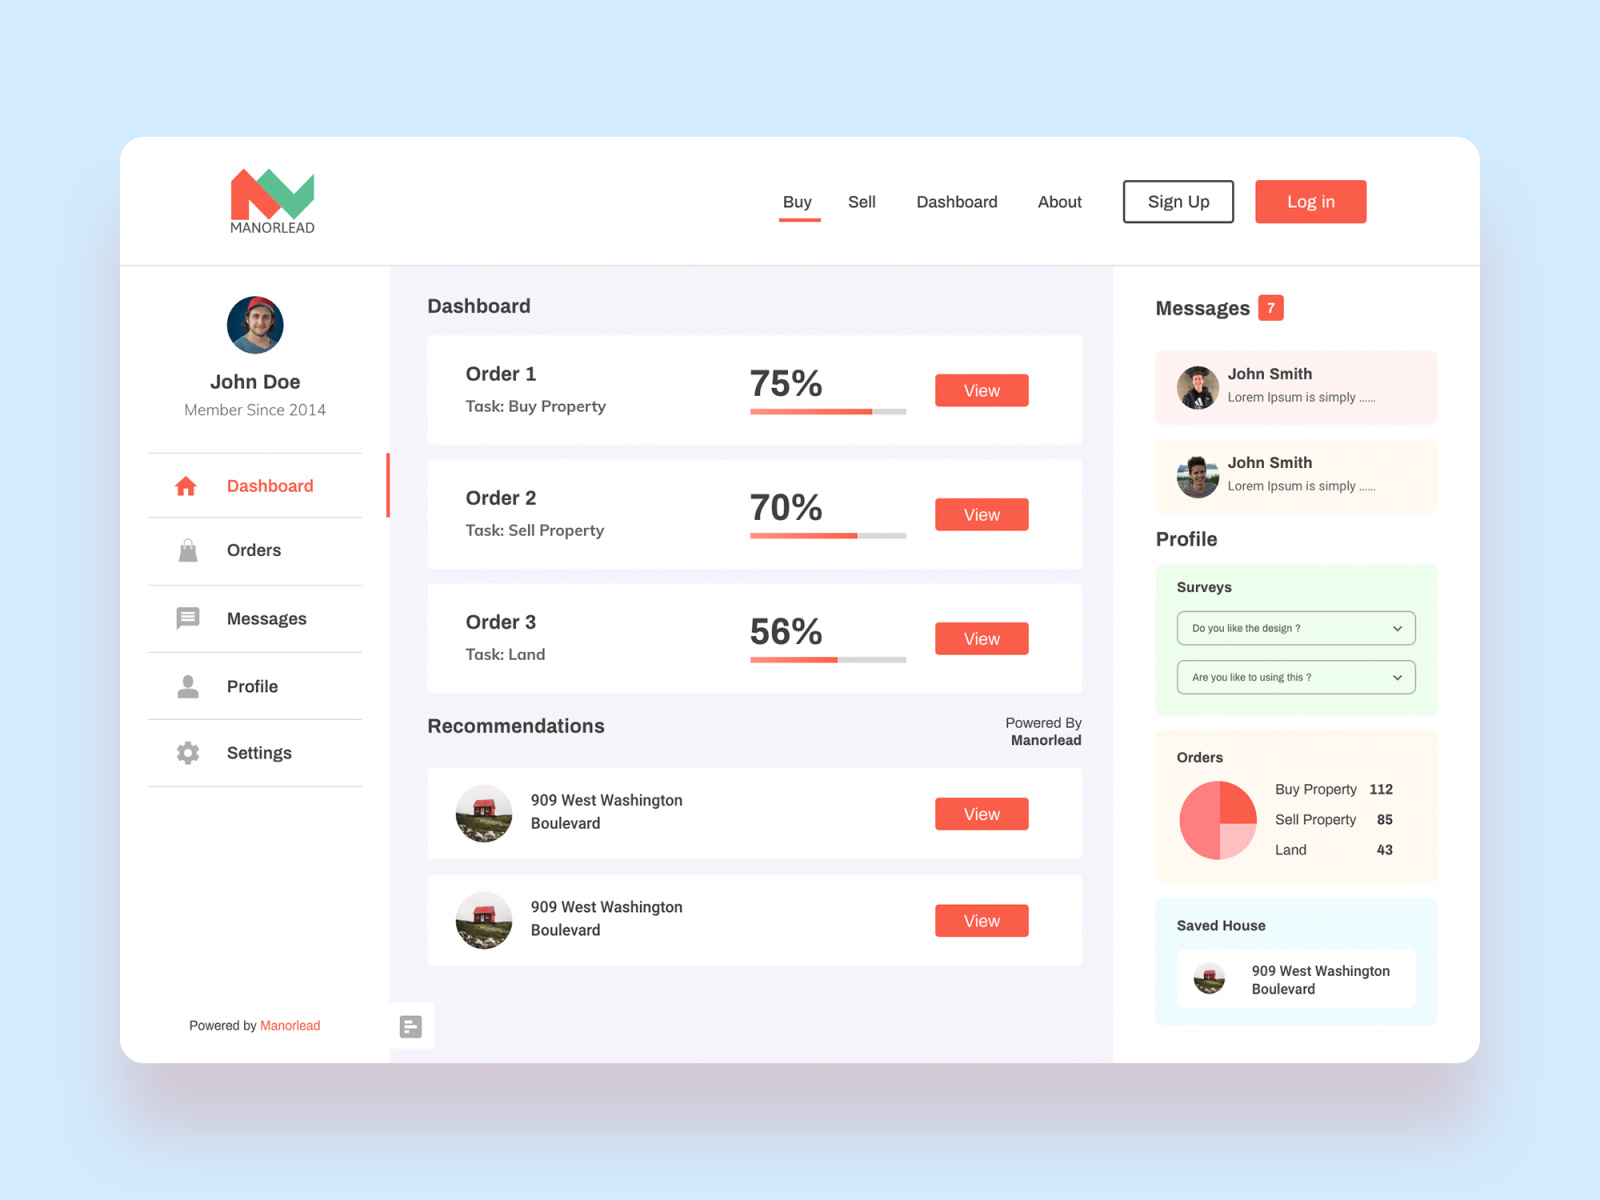 MANORLEAD
Buy
Sell
Dashboard
About
Sign Up
Log in
John Doe
Member Since 2014
Dashboard
Orders
Messages
Profile
Settings
Powered by Manorlead
Dashboard
Order 1
Task: Buy Property
75%
View
Order 2
Task: Sell Property
70%
View
Order 3
Task: Land
56%
View
Recommendations
Powered By
Manorlead
909 West Washington
Boulevard
View
909 West Washington
Boulevard
View
Messages 7
John Smith
Lorem Ipsum is simply ......
John Smith
Lorem Ipsum is simply ......
Profile
Surveys
Do you like the design ?
Are you like to using this ?
Orders
Buy Property 112
Sell Property 85
Land 43
Saved House
909 West Washington
Boulevard